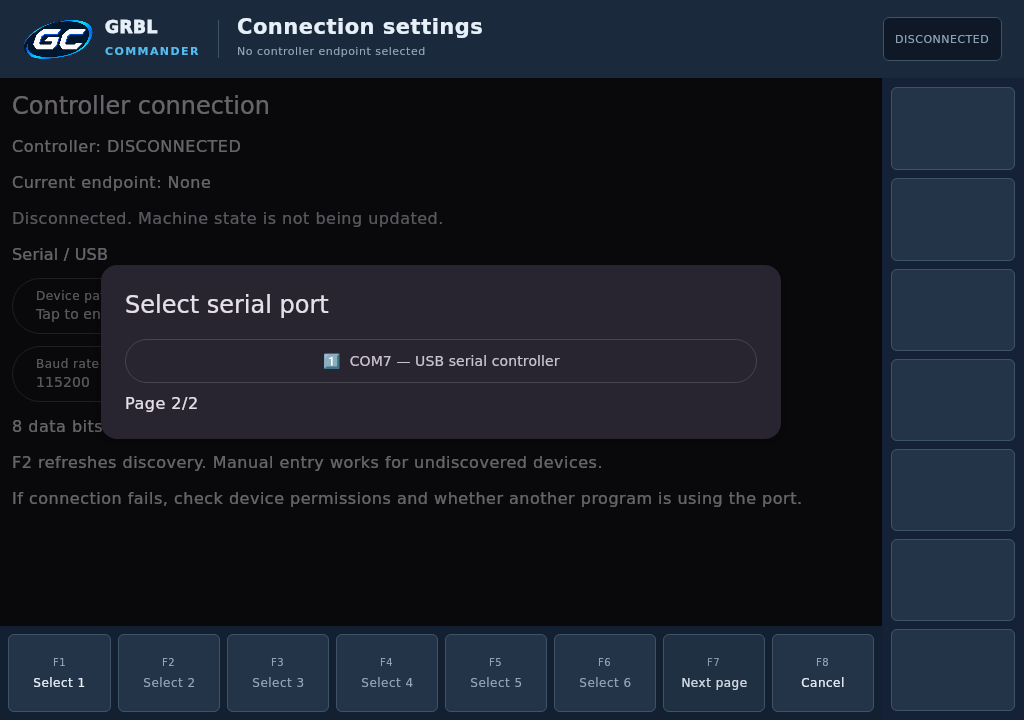 GC
GRBL
COMMANDER
Connection settings
No controller endpoint selected
DISCONNECTED
Controller connection
Controller: DISCONNECTED
Current endpoint: None
Disconnected. Machine state is not being updated.
Serial / USB
Tap to
Baud rate
115200
Select serial port
1️⃣ COM7 — USB serial controller
Page 2/2
8 data bits
F2 refreshes discovery. Manual entry works for undiscovered devices.
If connection fails, check device permissions and whether another program is using the port.
F1
Select 1
F2
Select 2
F3
Select 3
F4
Select 4
F5
Select 5
F6
Select 6
F7
Next page
F8
Cancel